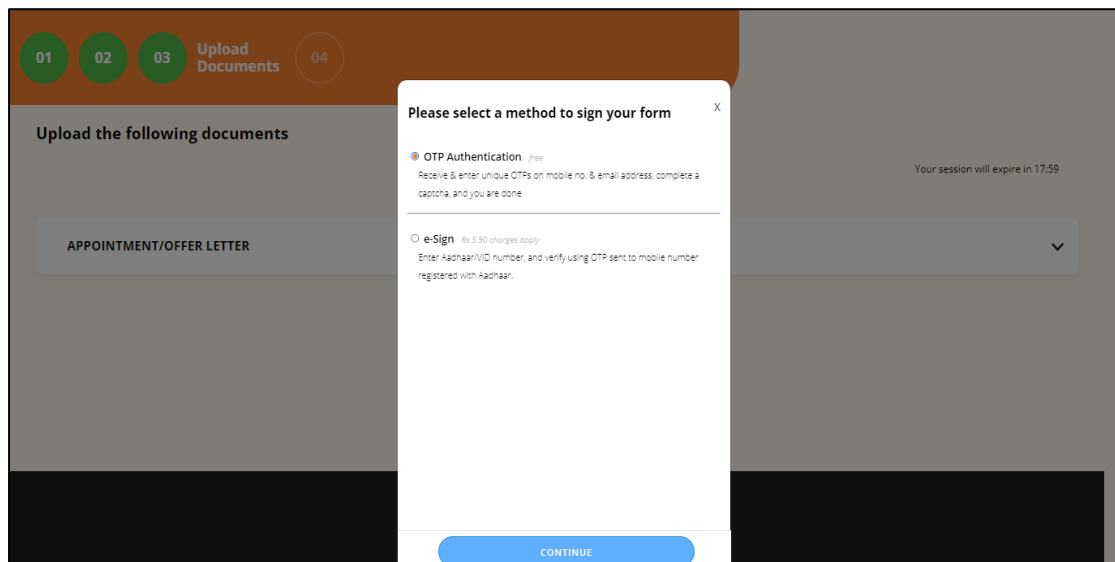 01 02 03 Upload Documents 04
Upload the following documents
Your session will expire in 17:59
APPOINTMENT/OFFER LETTER
Please select a method to sign your form X
OTP Authentication free
Receive & enter unique OTPs on mobile no. & email address, complete a
captcha, and you are done
e-Sign Rs 5.90 charges apply
Enter Aadhaar/VID number, and verify using OTP sent to mobile number
registered with Aadhaar.
CONTINUE